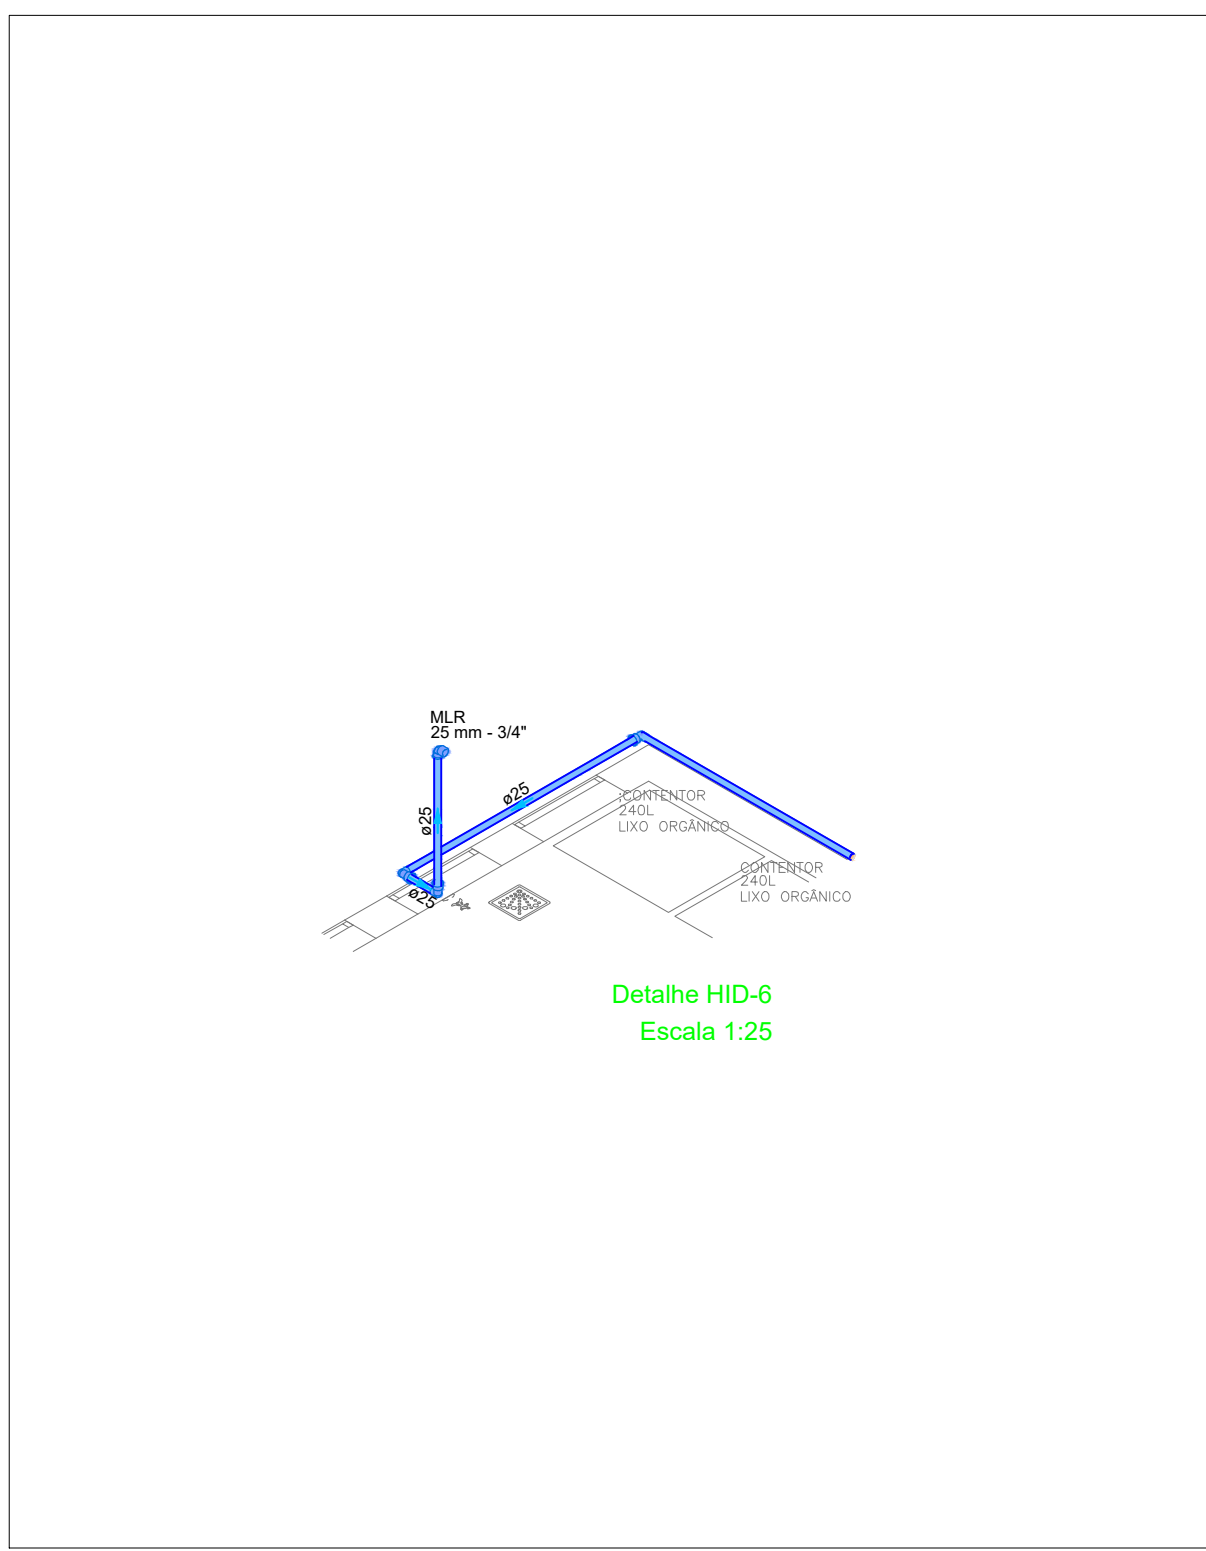 MLR
25 mm - 3/4"
ø25
ø25
;CONTENTOR
240L
LIXO ORGÂNICO
CONTENTOR
240L
LIXO ORGÂNICO
ø25
Detalhe HID-6
Escala 1:25